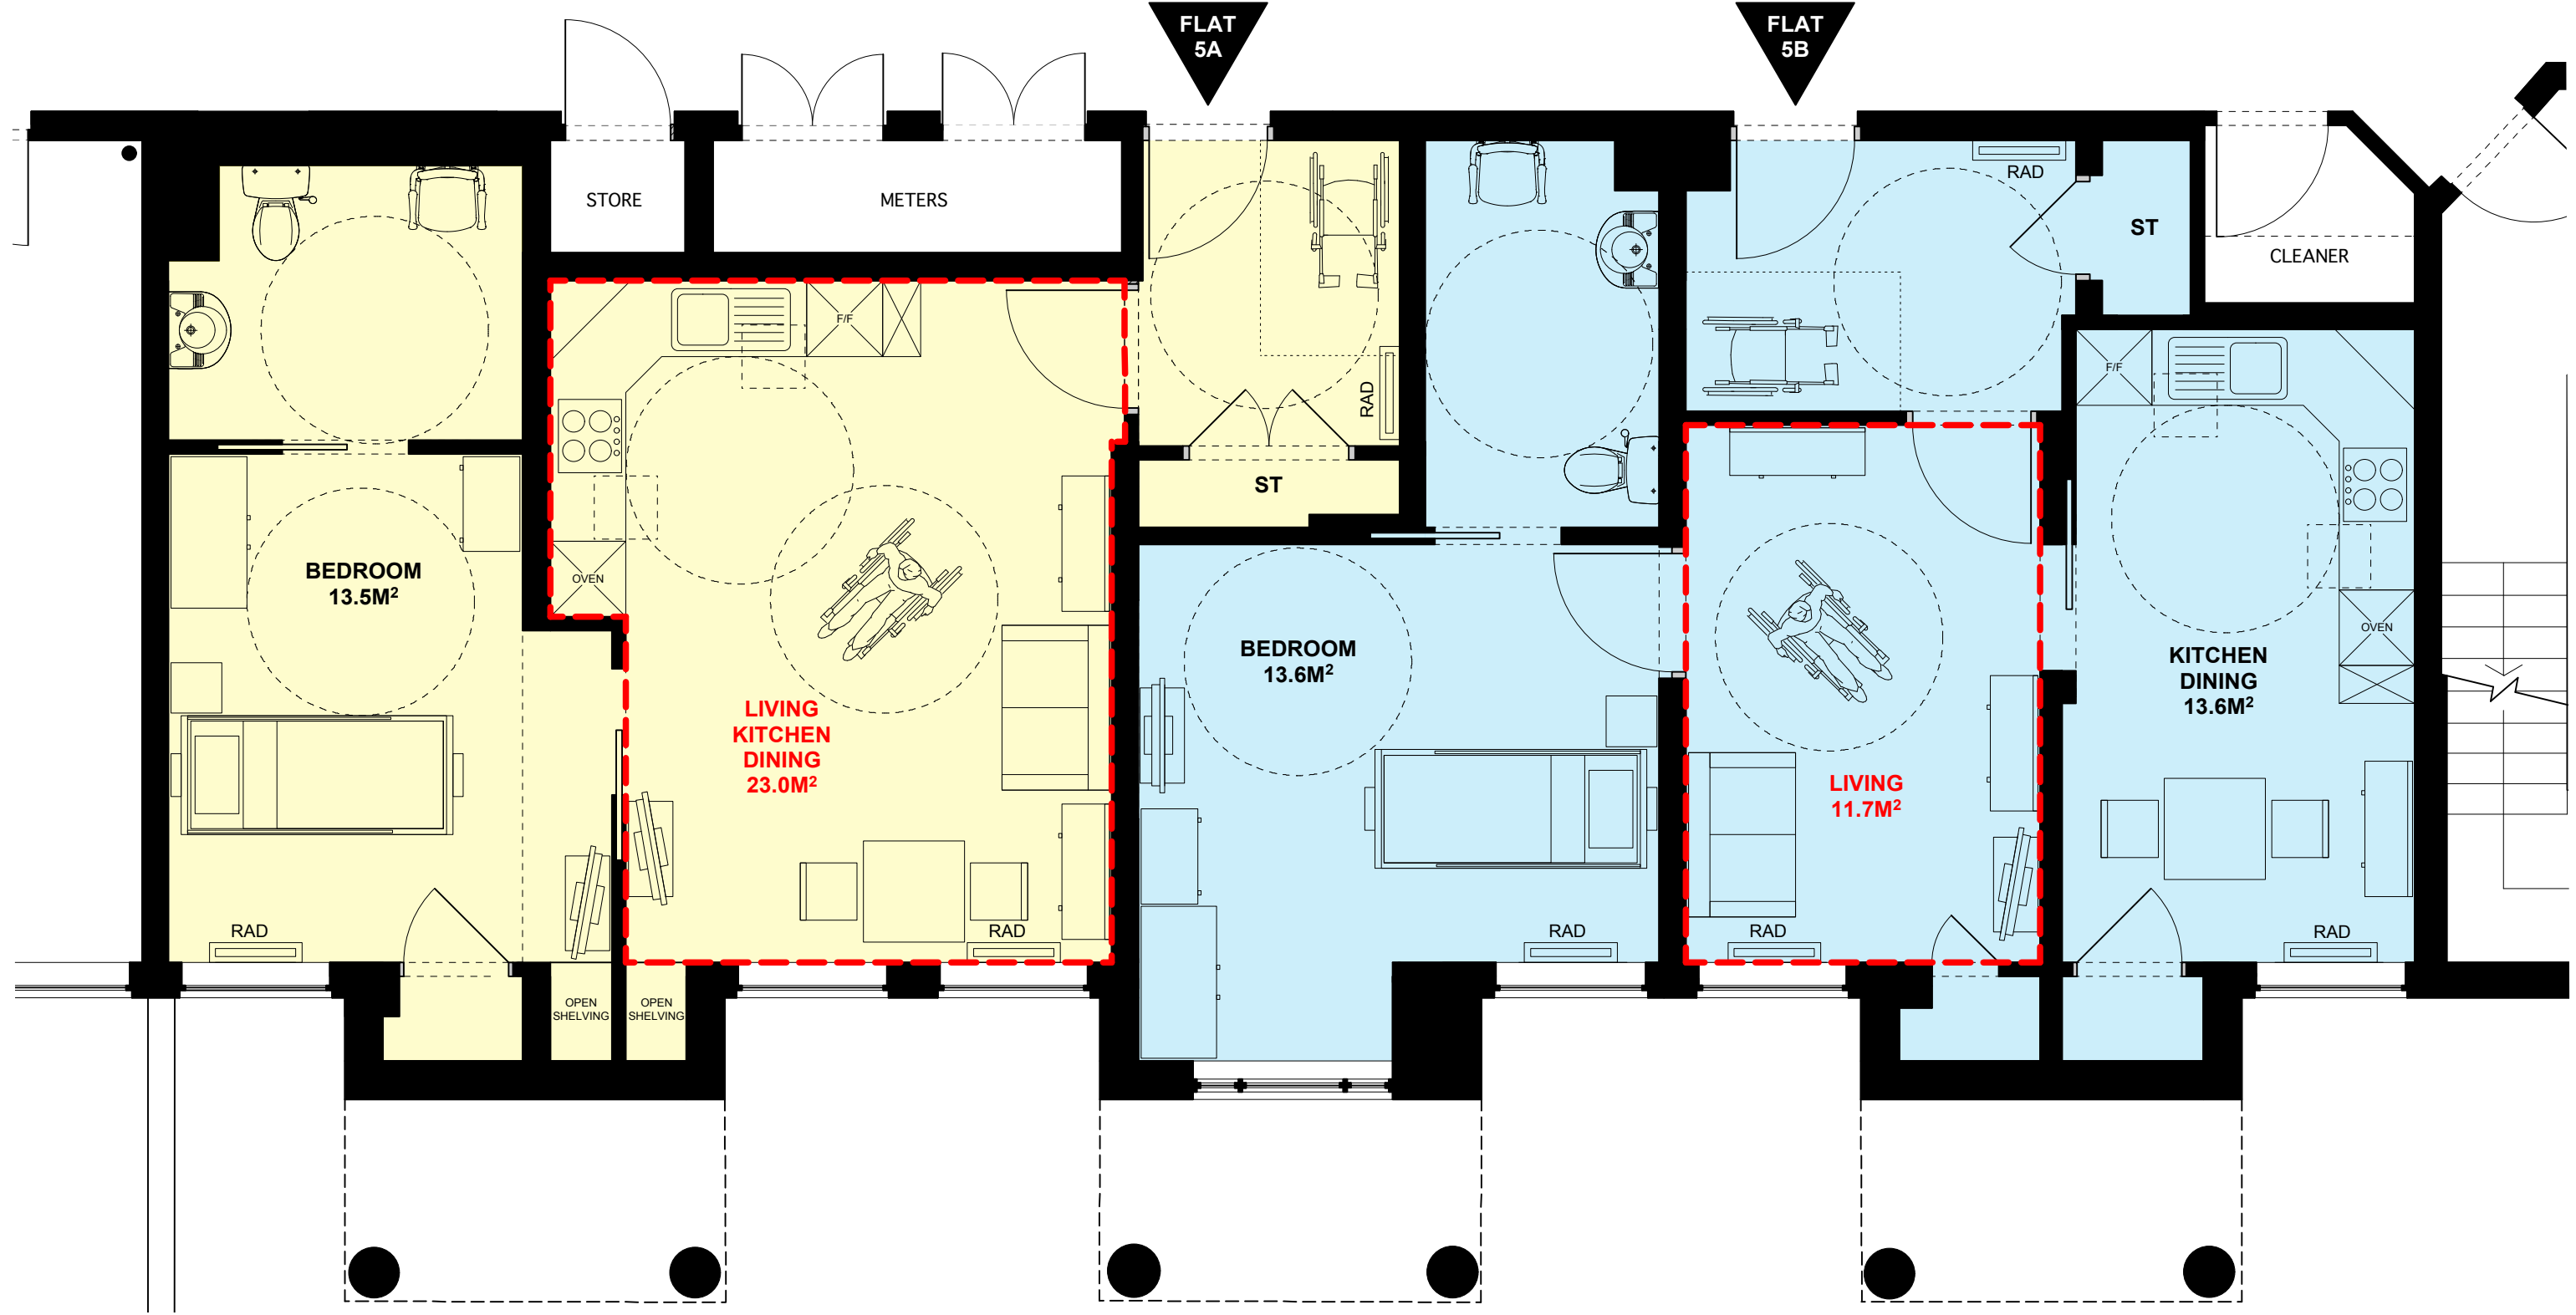 FLAT
5A
FLAT
5B
STORE
METERS
RAD
ST
CLEANER
F/F
F/F
RAD
ST
OVEN
BEDROOM
13.5M²
OVEN
BEDROOM
13.6M²
KITCHEN
DINING
13.6M²
LIVING
KITCHEN
DINING
23.0M²
LIVING
11.7M²
RAD
RAD
RAD
RAD
RAD
OPEN
SHELVING
OPEN
SHELVING